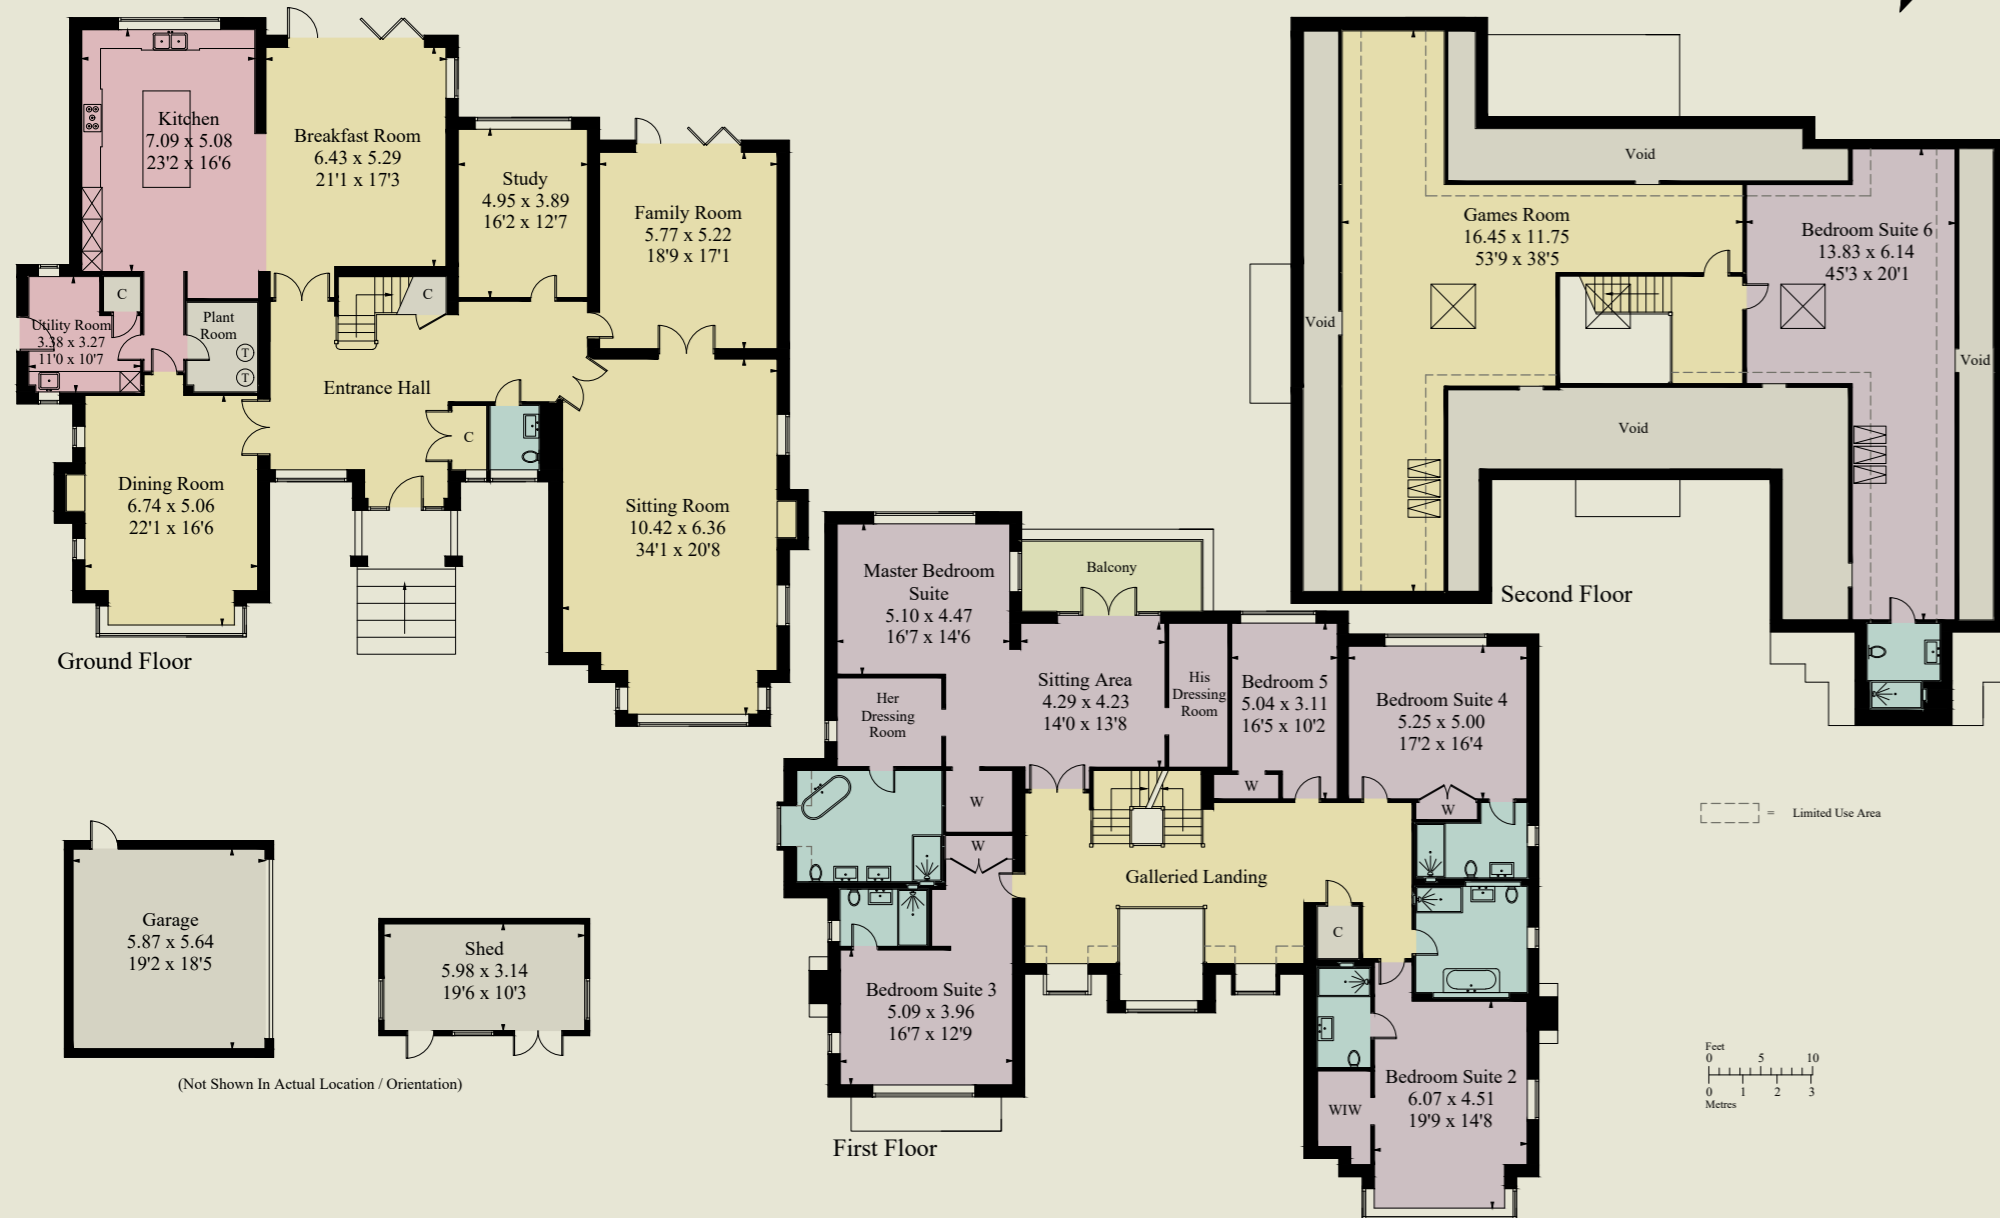 Kitchen
7.09 x 5.08
23'2 x 16'6
Breakfast Room
6.43 x 5.29
21'1 x 17'3
Study
4.95 x 3.89
16'2 x 12'7
Family Room
5.77 x 5.22
18'9 x 17'1
C
Utility Room
3.38 x 3.27
11'0 x 10'7
Plant
Room
T
T
C
Entrance Hall
C
Dining Room
6.74 x 5.06
22'1 x 16'6
Sitting Room
10.42 x 6.36
34'1 x 20'8
Ground Floor
Void
Games Room
16.45 x 11.75
53'9 x 38'5
Bedroom Suite 6
13.83 x 6.14
45'3 x 20'1
Void
Void
Void
Second Floor
Master Bedroom
Suite
5.10 x 4.47
16'7 x 14'6
Balcony
Sitting Area
4.29 x 4.23
14'0 x 13'8
His
Dressing
Room
Bedroom 5
5.04 x 3.11
16'5 x 10'2
Bedroom Suite 4
5.25 x 5.00
17'2 x 16'4
Her
Dressing
Room
W
W
W
W
Galleried Landing
C
Bedroom Suite 3
5.09 x 3.96
16'7 x 12'9
Bedroom Suite 2
6.07 x 4.51
19'9 x 14'8
WIW
First Floor
Garage
5.87 x 5.64
19'2 x 18'5
Shed
5.98 x 3.14
19'6 x 10'3
(Not Shown In Actual Location / Orientation)
= Limited Use Area
Feet
0 5 10
0 1 2 3
Metres